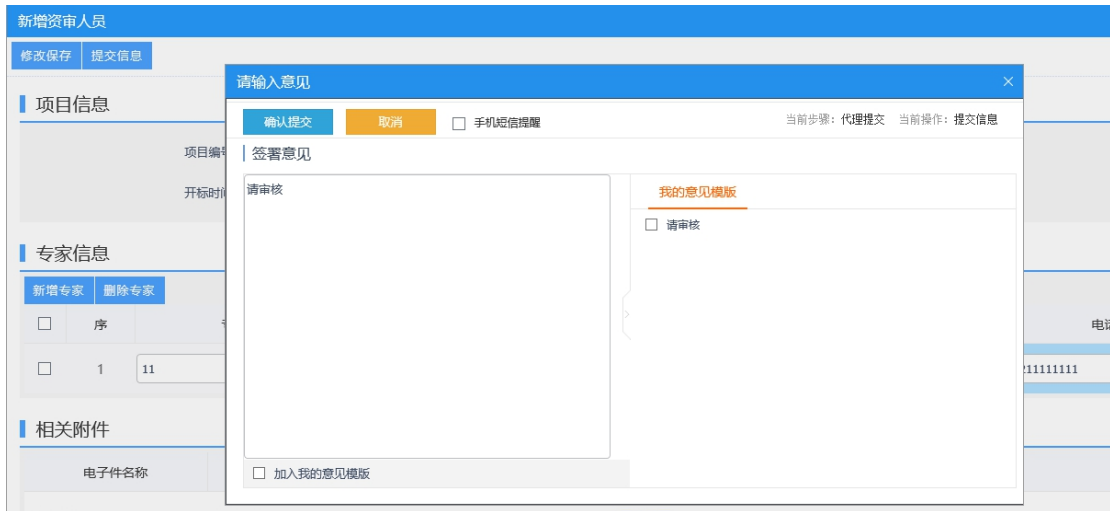 新增资审人员
修改保存 提交信息
请输入意见 ×
项目信息
确认提交 取消 手机短信提醒 当前步骤：代理提交 当前操作：提交信息
项目编号
签署意见
开标时间
请审核
我的意见模版
请审核
专家信息
新增专家 删除专家
序 电话
1 11 11111111
相关附件
电子件名称
加入我的意见模版